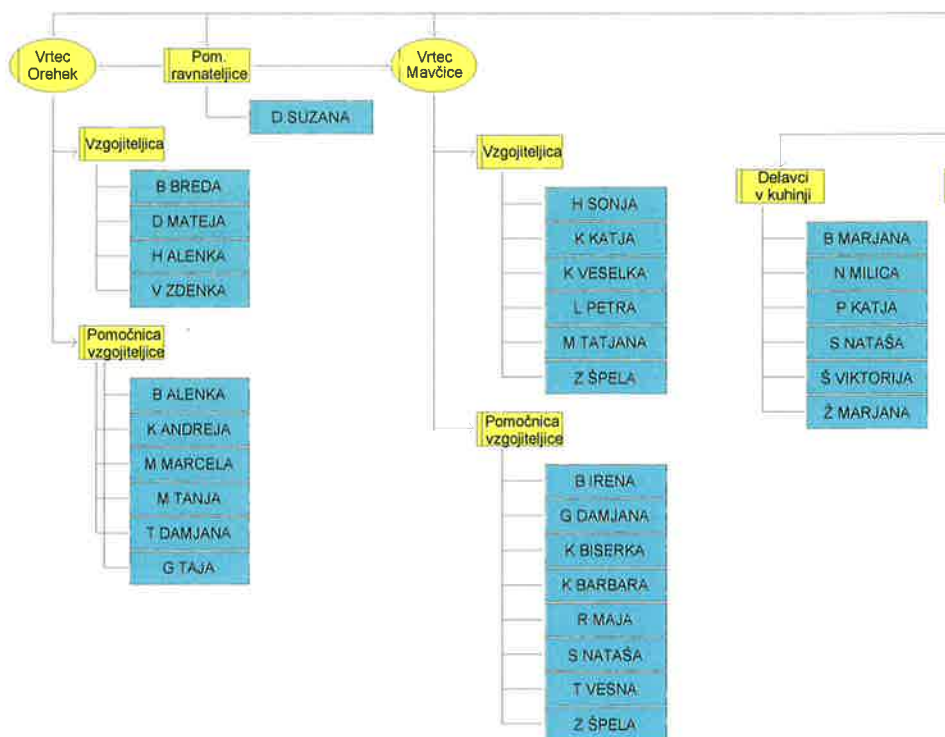 Vrtec
Orehek
Pom.
ravnateljice
Vrtec
Mavčice
D SUZANA
Vzgojiteljica
B BREDA
D MATEJA
H ALENKA
V ZDENKA
Pomočnica
vzgojiteljice
B ALENKA
K ANDREJA
M MARCELA
M TANJA
T DAMJANA
G TAJA
Vzgojiteljica
H SONJA
K KATJA
K VESELKA
L PETRA
M TATJANA
Z ŠPELA
Pomočnica
vzgojiteljice
B IRENA
G DAMJANA
K BISERKA
K BARBARA
R MAJA
S NATAŠA
T VESNA
Z ŠPELA
Delavci
v kuhinji
B MARJANA
N MILICA
P KATJA
S NATAŠA
Š VIKTORIJA
Ž MARJANA